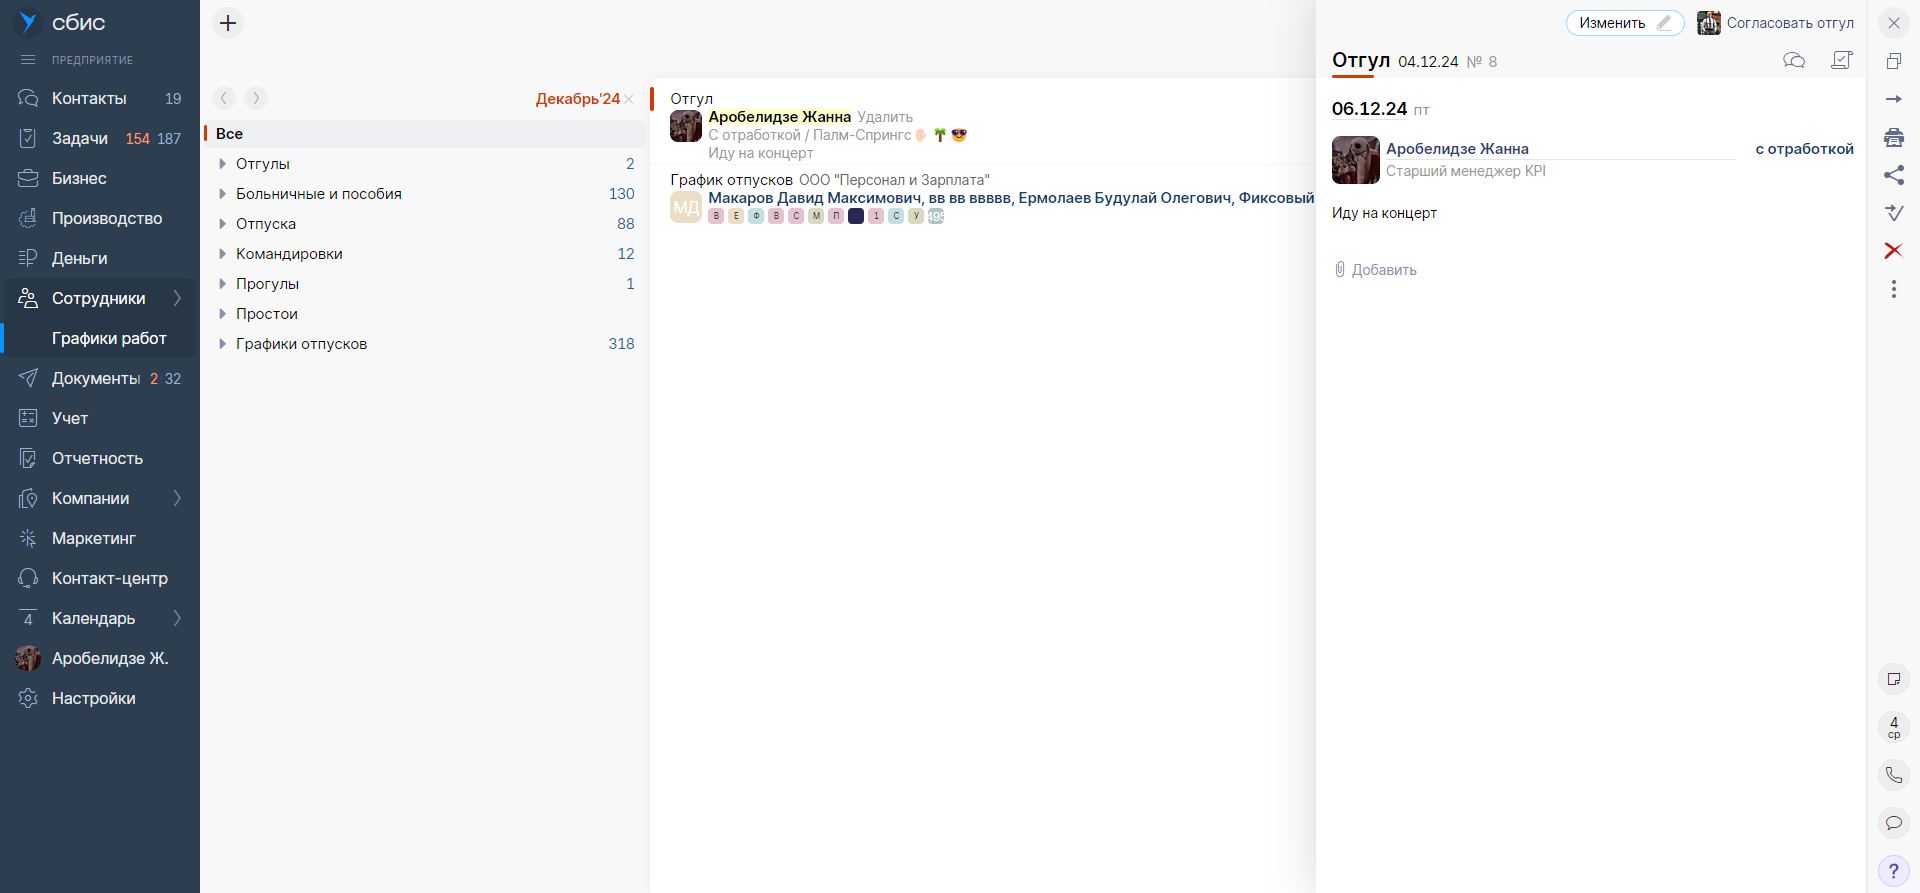 сбис
ПРЕДПРИЯТИЕ
Контакты 19
Задачи 154 187
Бизнес
Производство
Деньги
Сотрудники
Графики работ
Документы 2 32
Учет
Отчетность
Компании
Маркетинг
Контакт-центр
4 Календарь
Аробелидзе Ж.
Настройки
Декабрь'24
Все
Отгулы 2
Больничные и пособия 130
Отпуска 88
Командировки 12
Прогулы 1
Простои
Графики отпусков 318
Отгул
Аробелидзе Жанна Удалить
С отработкой / Палм-Спрингс
Иду на концерт
График отпусков ООО "Персонал и Зарплата"
МД Макаров Давид Максимович, вв вв ввввв, Ермолаев Будулай Олегович, Фиксовый
В Е Ф В С М П 1 С У 495
Изменить Согласовать отгул
Отгул 04.12.24 № 8
06.12.24 пт
Аробелидзе Жанна с отработкой
Старший менеджер KPI
Иду на концерт
Добавить
4
ср
?